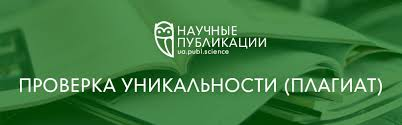 НАУЧНЫЕ
ПУБЛИКАЦИИ
ua.publ.science
ПРОВЕРКА УНИКАЛЬНОСТИ (ПЛАГИАТ)